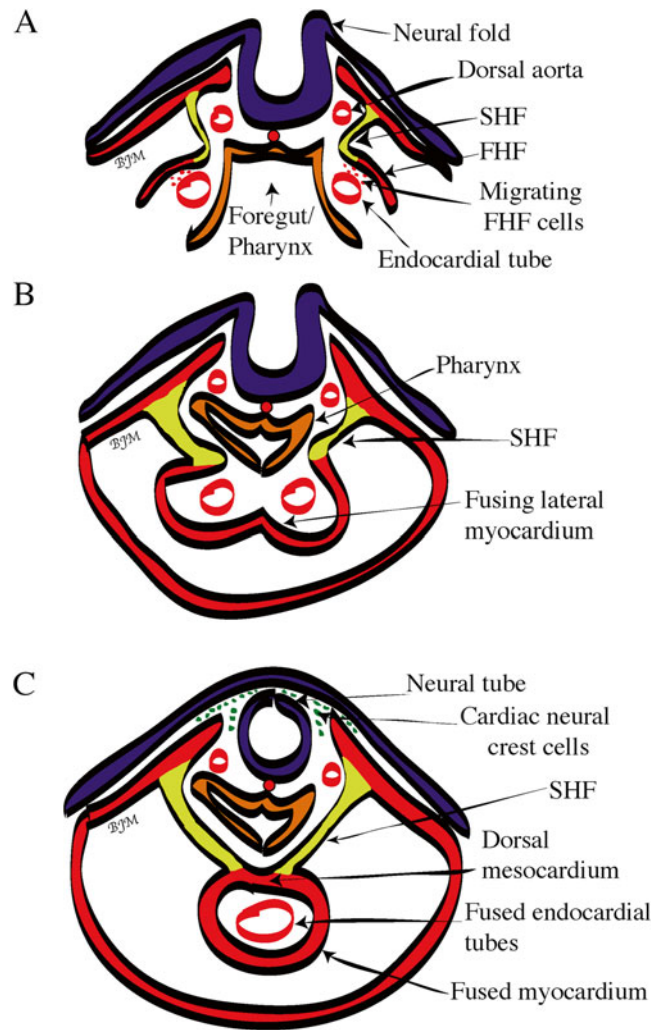 A
Neural fold
Dorsal aorta
SHF
FHF
Migrating
FHF cells
Endocardial tube
Foregut/
Pharynx
BJM
B
Pharynx
SHF
Fusing lateral
myocardium
BJM
C
Neural tube
Cardiac neural
crest cells
SHF
Dorsal
mesocardium
Fused endocardial
tubes
Fused myocardium
BJM